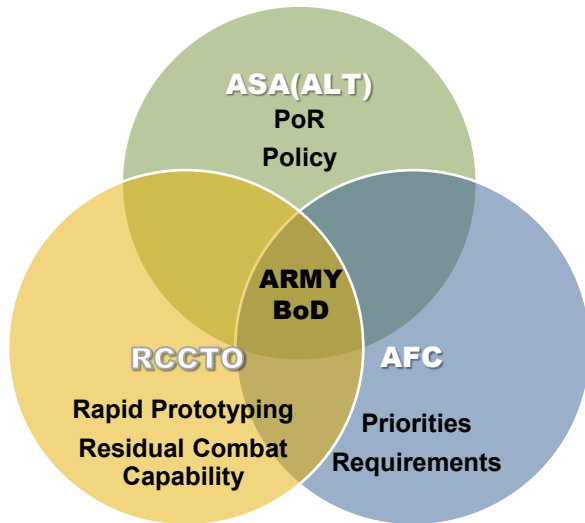 ASA(ALT)
PoR
Policy
ARMY
BoD
RCCTO
Rapid Prototyping
Residual Combat
Capability
AFC
Priorities
Requirements